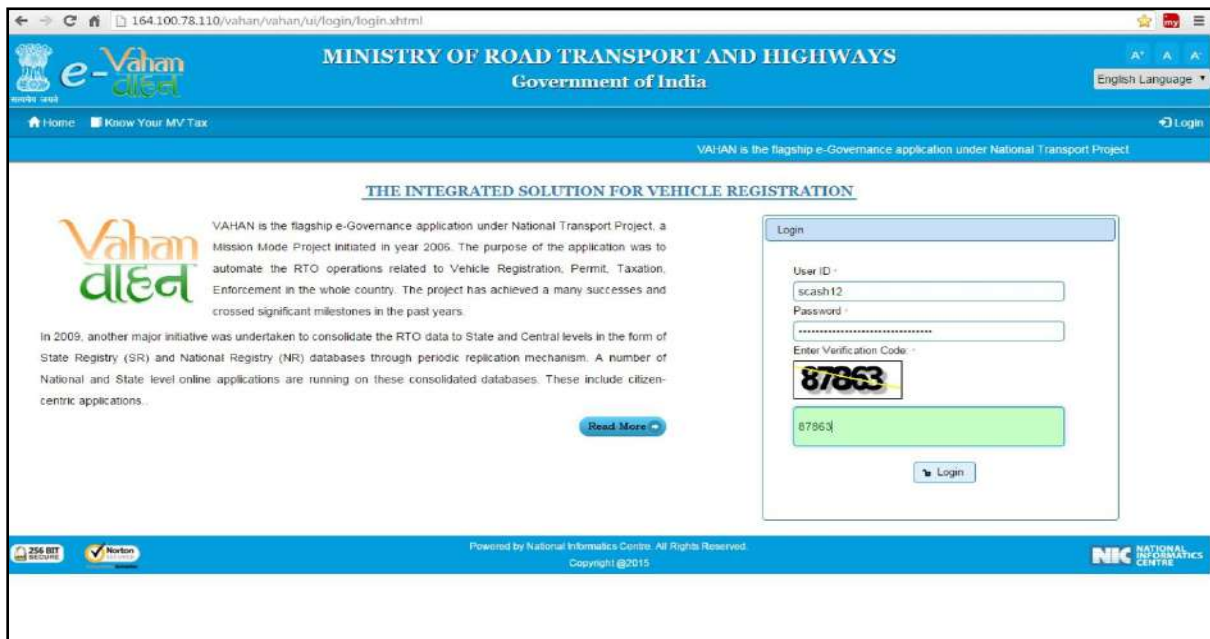 164.100.78.110/vahan/vahan/ui/login/login.xhtml
my
सत्यमेव जयते
e-Vahan
वाहन
MINISTRY OF ROAD TRANSPORT AND HIGHWAYS
Government of India
A+ A A-
English Language
Home Know Your MV Tax
Login
VAHAN is the flagship e-Governance application under National Transport Project
THE INTEGRATED SOLUTION FOR VEHICLE REGISTRATION
Vahan
वाहन
VAHAN is the flagship e-Governance application under National Transport Project, a
Mission Mode Project initiated in year 2006. The purpose of the application was to
automate the RTO operations related to Vehicle Registration, Permit, Taxation,
Enforcement in the whole country. The project has achieved a many successes and
crossed significant milestones in the past years.
In 2009, another major initiative was undertaken to consolidate the RTO data to State and Central levels in the form of
State Registry (SR) and National Registry (NR) databases through periodic replication mechanism. A number of
National and State level online applications are running on these consolidated databases. These include citizen-
centric applications..
Read More
Login
User ID
scash12
Password
Enter Verification Code:
87863
87863
Login
256 BIT
SECURE
Norton
SECURED
Powered by National Informatics Centre. All Rights Reserved.
Copyright @2015
NIC NATIONAL
INFORMATICS
CENTRE